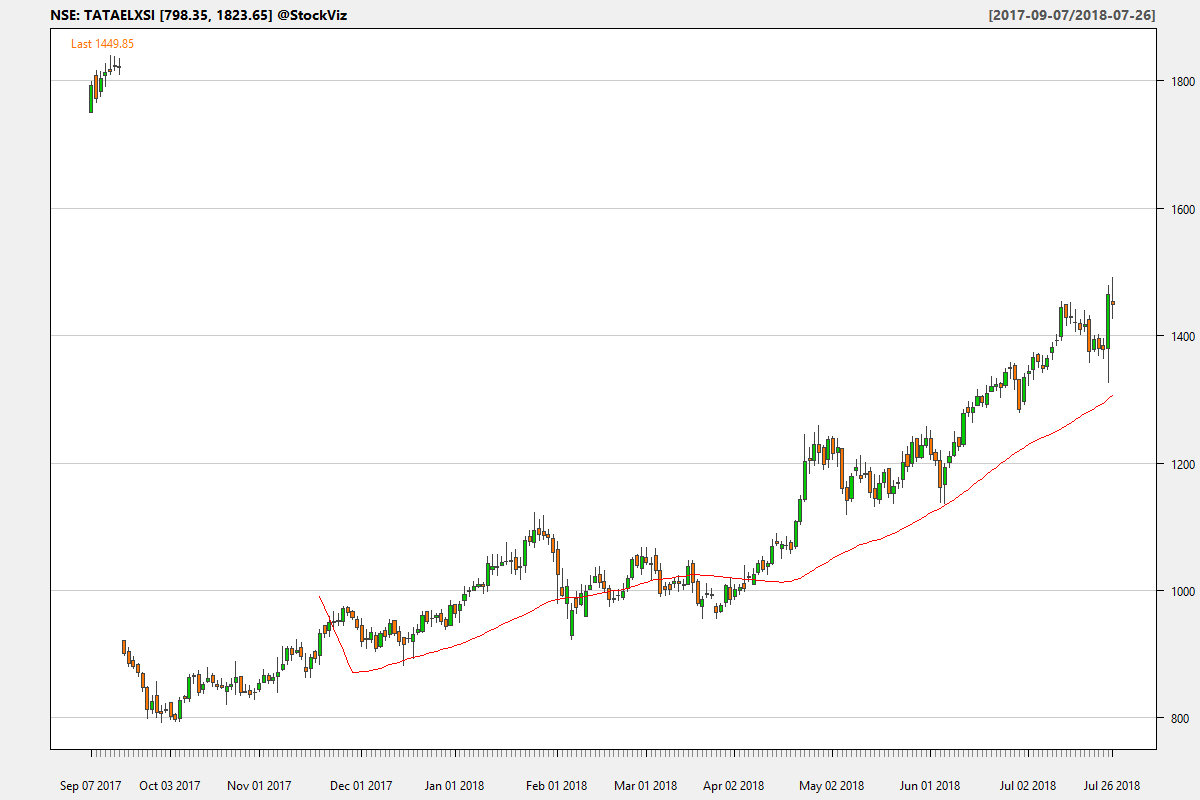 NSE: TATAELXSI [798.35, 1823.65] @StockViz [2017-09-07/2018-07-26]
Last 1449.85
1800
1600
1400
1200
1000
800
Sep 07 2017 Oct 03 2017 Nov 01 2017 Dec 01 2017 Jan 01 2018 Feb 01 2018 Mar 01 2018 Apr 02 2018 May 02 2018 Jun 01 2018 Jul 02 2018 Jul 26 2018